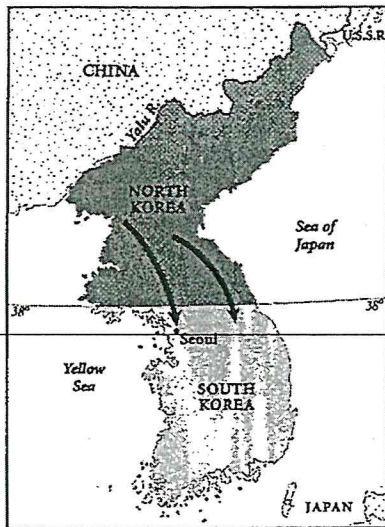 U.S.S.R.
CHINA
Yalu R.
NORTH
KOREA
Sea of
Japan
38°
38°
Seoul
Yellow
Sea
SOUTH
KOREA
JAPAN